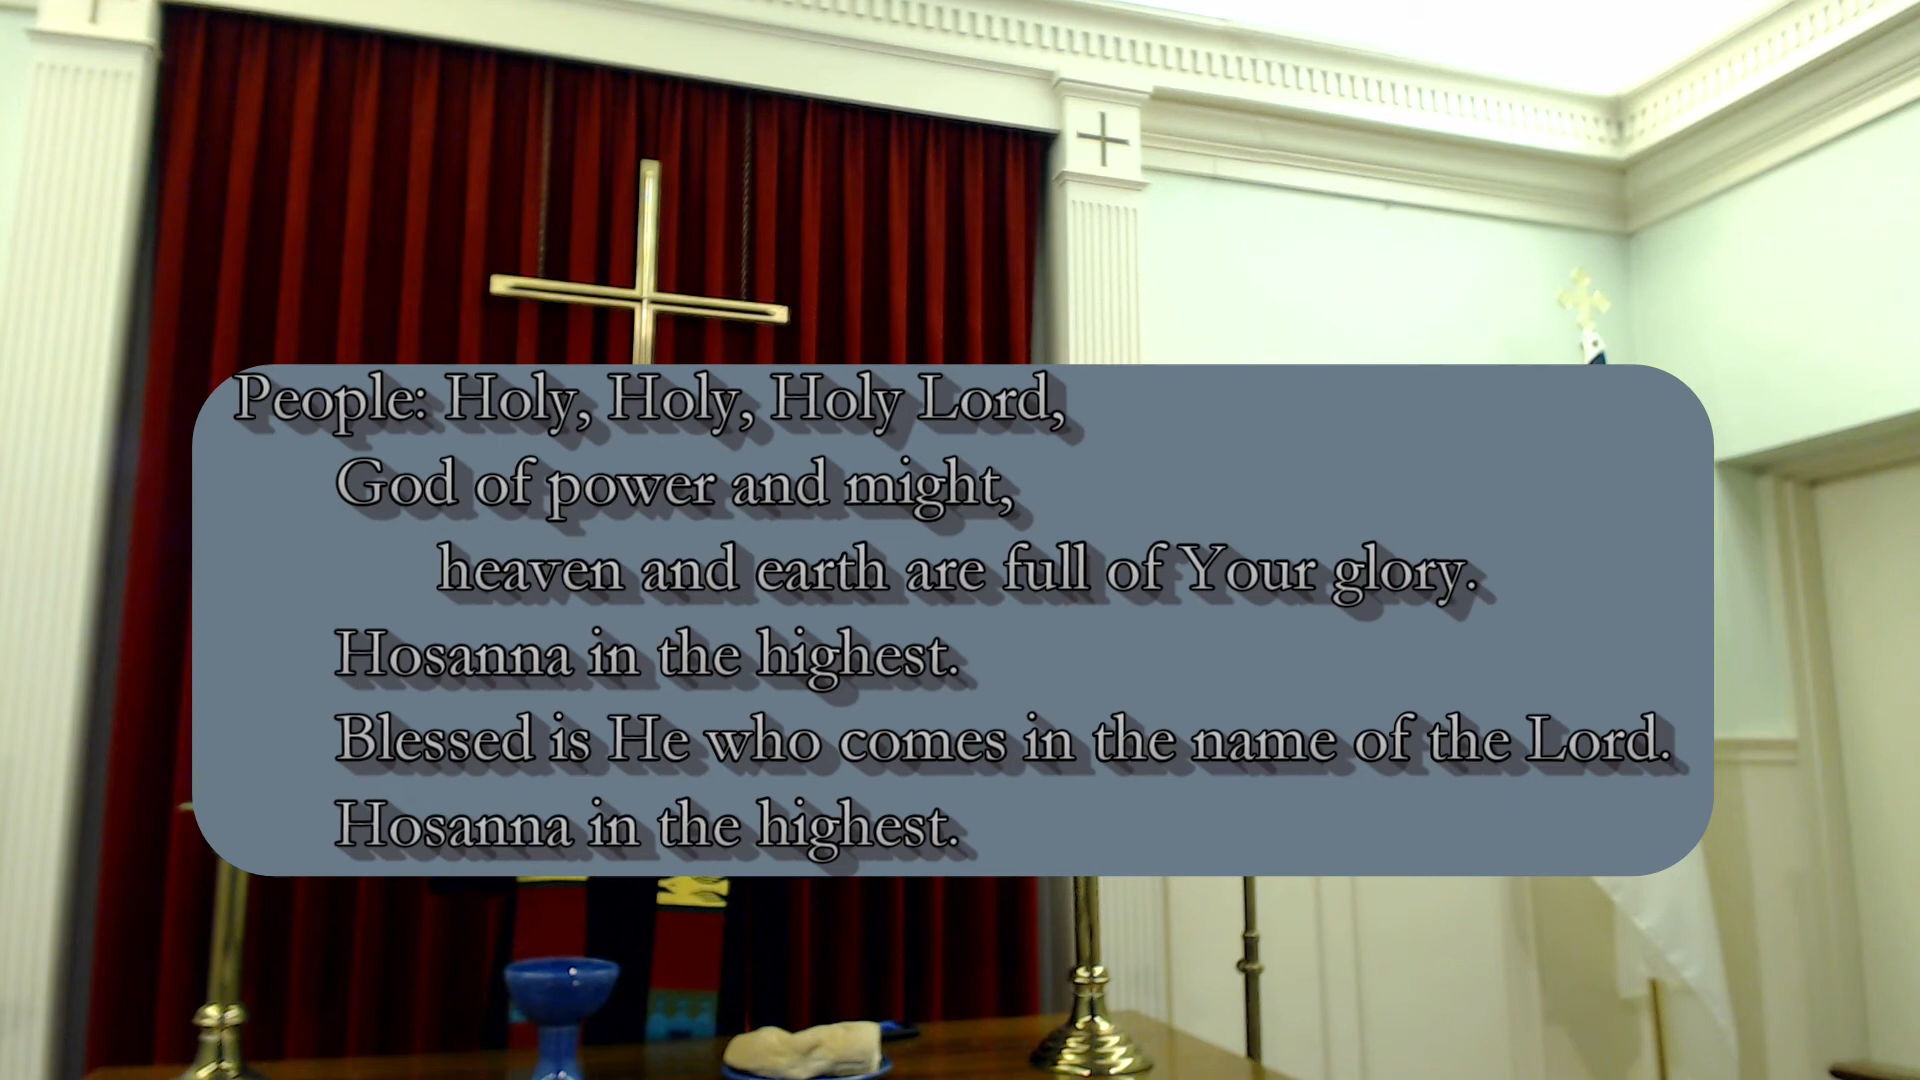 People: Holy, Holy, Holy Lord,
God of power and might,
heaven and earth are full of Your glory.
Hosanna in the highest.
Blessed is He who comes in the name of the Lord.
Hosanna in the highest.